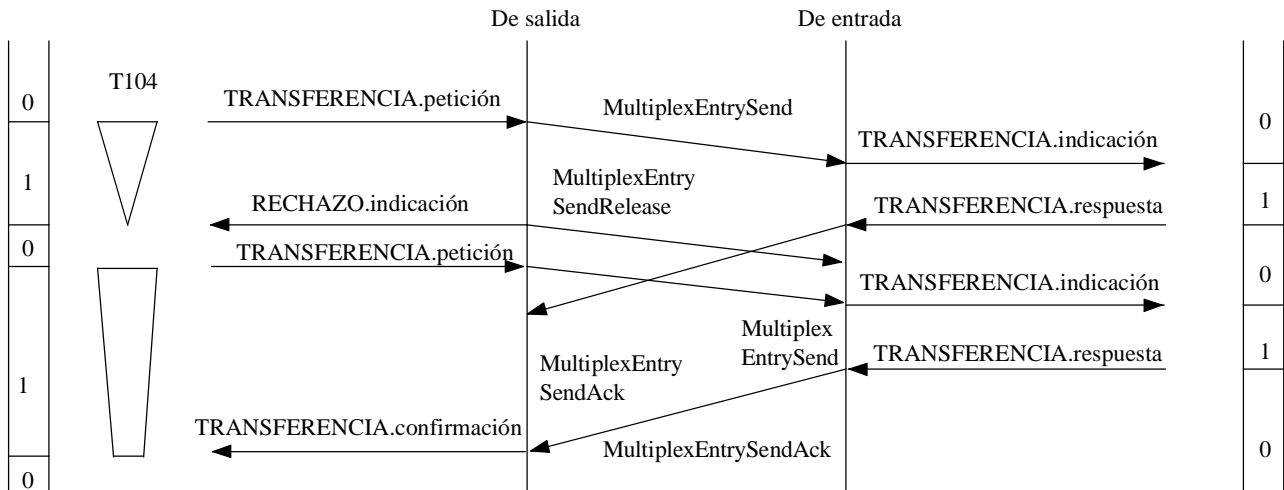 De salida
De entrada
T104
0
TRANSFERENCIA.petición
MultiplexEntrySend
0
TRANSFERENCIA.indicación
1
MultiplexEntry
SendRelease
RECHAZO.indicación
TRANSFERENCIA.respuesta
1
0
TRANSFERENCIA.petición
TRANSFERENCIA.indicación
0
Multiplex
EntrySend
TRANSFERENCIA.respuesta
1
MultiplexEntry
SendAck
1
TRANSFERENCIA.confirmación
MultiplexEntrySendAck
0
0